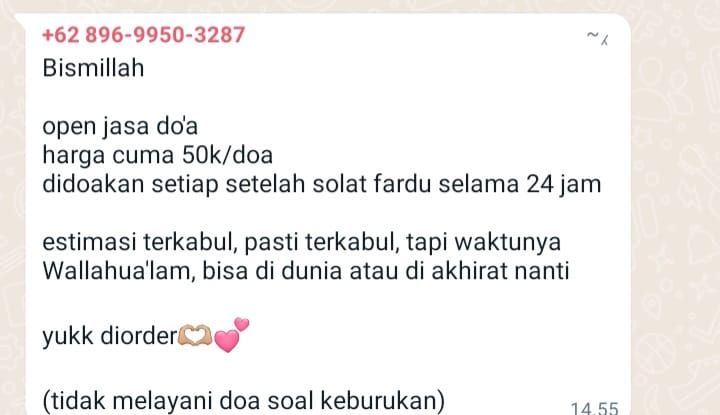 +62 896-9950-3287
Bismillah
open jasa do'a
harga cuma 50k/doa
didoakan setiap setelah solat fardu selama 24 jam
estimasi terkabul, pasti terkabul, tapi waktunya
Wallahua'lam, bisa di dunia atau di akhirat nanti
yukk diorder🫶🏼💕
(tidak melayani doa soal keburukan)
14.55